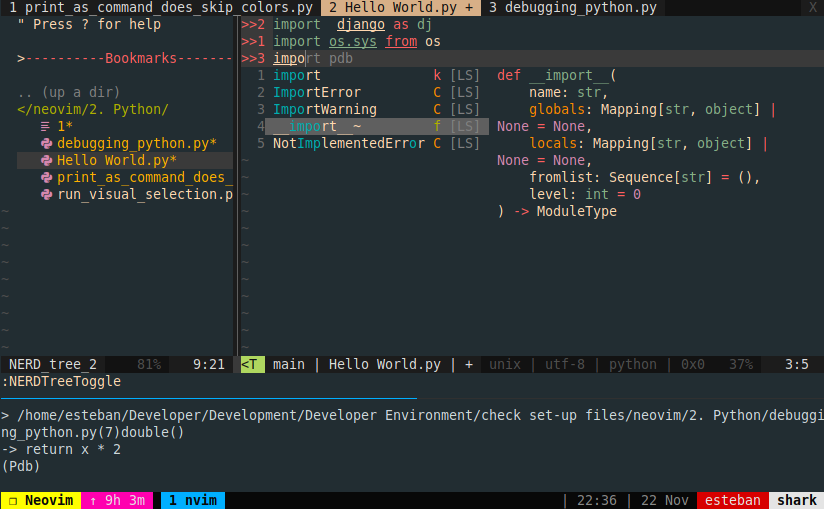 1 print_as_command_does_skip_colors.py 2 Hello World.py + 3 debugging_python.py X
" Press ? for help
>----------Bookmarks-------
.. (up a dir)
</neovim/2. Python/
1*
debugging_python.py*
Hello World.py*
print_as_command_does_
run_visual_selection.p
>>2 import  django as dj
>>1 import os.sys from os
>>3 import pdb
1 import k [LS]
2 ImportError C [LS]
3 ImportWarning C [LS]
4 __import__~ f [LS]
5 NotImplementedError C [LS]
def __import__(
name: str,
globals: Mapping[str, object] |
None = None,
locals: Mapping[str, object] |
None = None,
fromlist: Sequence[str] = (),
level: int = 0
) -> ModuleType
NERD_tree_2 81% 9:21 <T main | Hello World.py | + unix | utf-8 | python | 0x0 37% 3:5
:NERDTreeToggle
> /home/esteban/Developer/Development/Developer Environment/check set-up files/neovim/2. Python/debuggi
ng_python.py(7)double()
-> return x * 2
(Pdb)
❐ Neovim ↑ 9h 3m 1 nvim | 22:36 | 22 Nov esteban shark